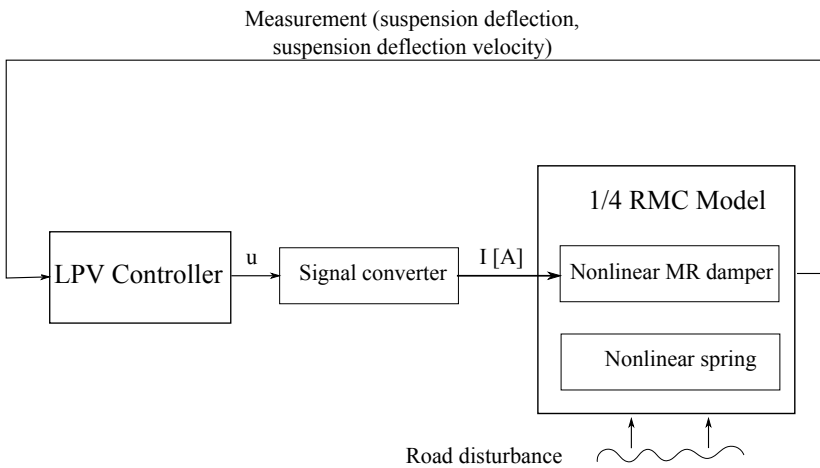 Measurement (suspension deflection,
suspension deflection velocity)
1/4 RMC Model
LPV Controller
u
Signal converter
I [A]
Nonlinear MR damper
Nonlinear spring
Road disturbance